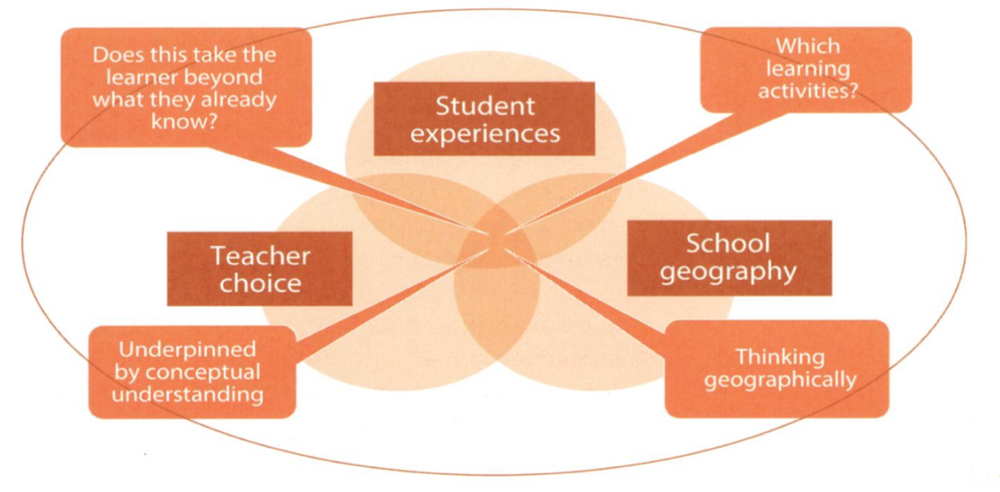 Does this take the
learner beyond
what they already
know?
Which
learning
activities?
Student
experiences
Teacher
choice
School
geography
Underpinned
by conceptual
understanding
Thinking
geographically